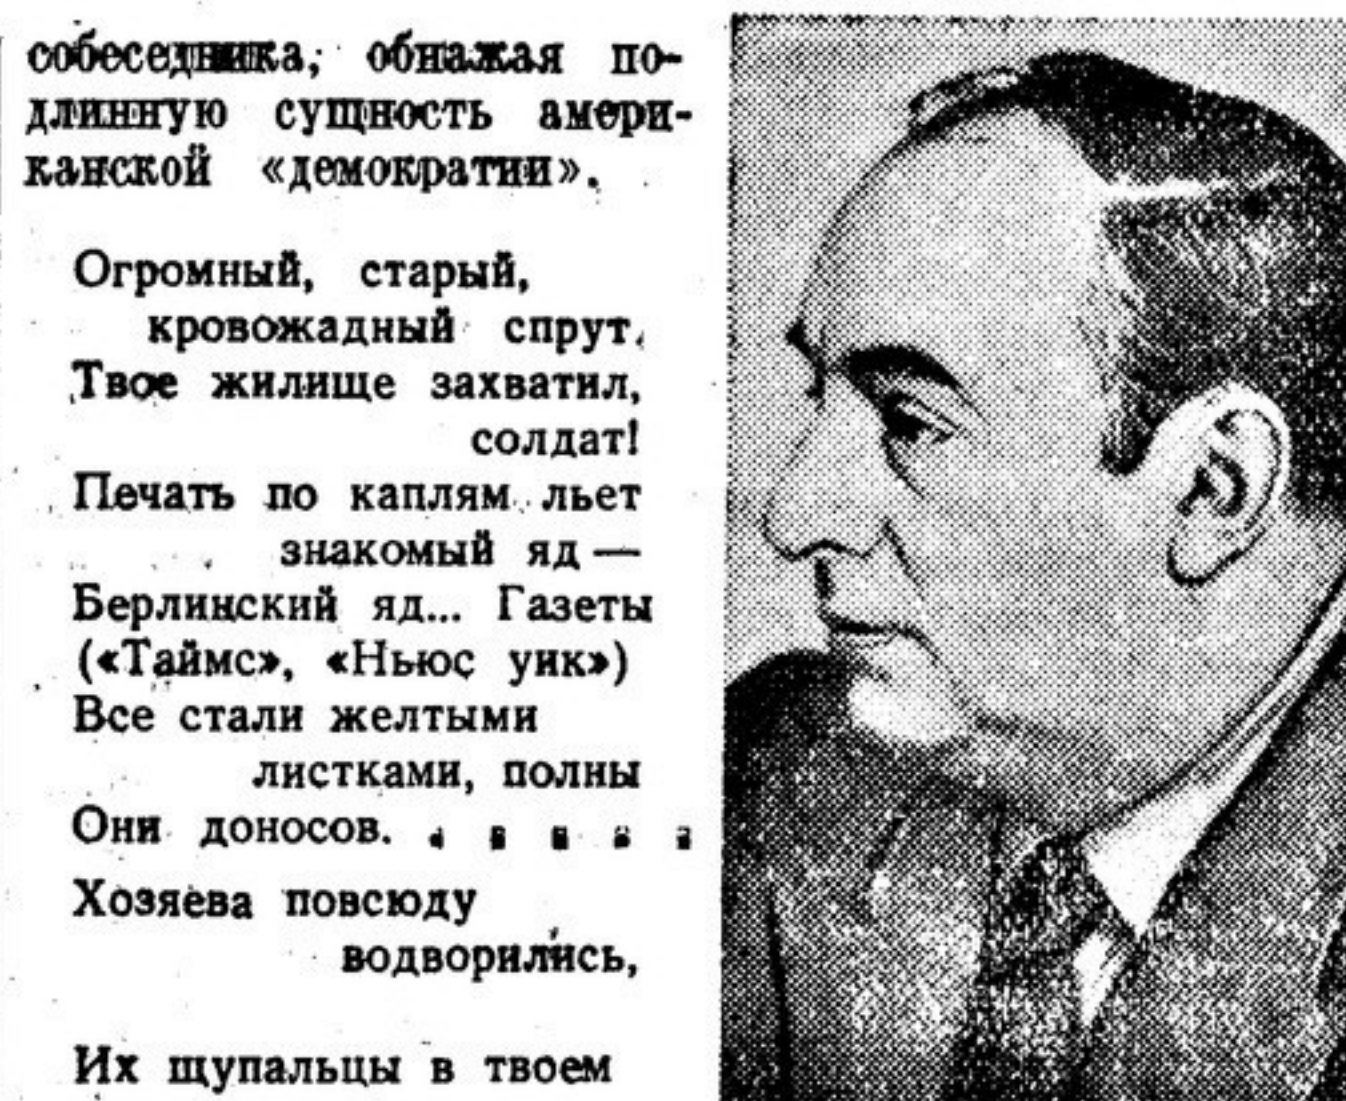 собеседника, обнажая по-
длинную сущность амери-
канской «демократии».
Огромный, старый,
кровожадный спрут,
Твое жилище захватил,
солдат!
Печать по каплям льет
знакомый яд —
Берлинский яд... Газеты
(«Таймс», «Ньюс уик»)
Все стали желтыми
листками, полны
Они доносов. . . . . .
Хозяева повсюду
водворились,
Их щупальцы в твоем